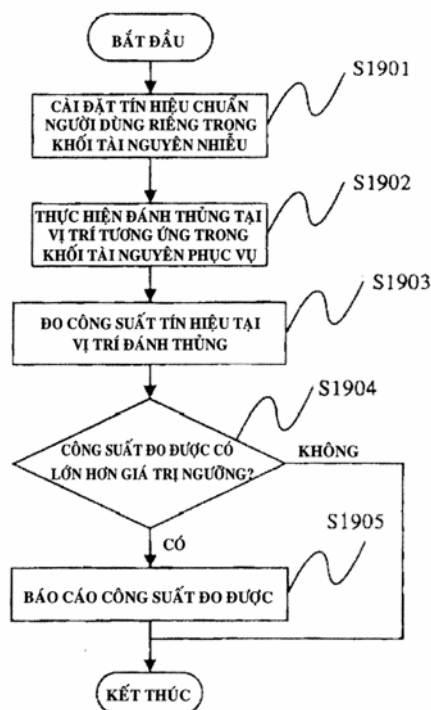 BẮT ĐẦU
S1901
CÀI ĐẶT TÍN HIỆU CHUẨN
NGƯỜI DÙNG RIÊNG TRONG
KHỐI TÀI NGUYÊN NHIỄU
S1902
THỰC HIỆN ĐÁNH THỦNG TẠI
VỊ TRÍ TƯƠNG ỨNG TRONG
KHỐI TÀI NGUYÊN PHỤC VỤ
S1903
ĐO CÔNG SUẤT TÍN HIỆU TẠI
VỊ TRÍ ĐÁNH THỦNG
S1904
CÔNG SUẤT ĐO ĐƯỢC CÓ
LỚN HƠN GIÁ TRỊ NGƯỠNG?
KHÔNG
CÓ
S1905
BÁO CÁO CÔNG SUẤT ĐO ĐƯỢC
KẾT THÚC